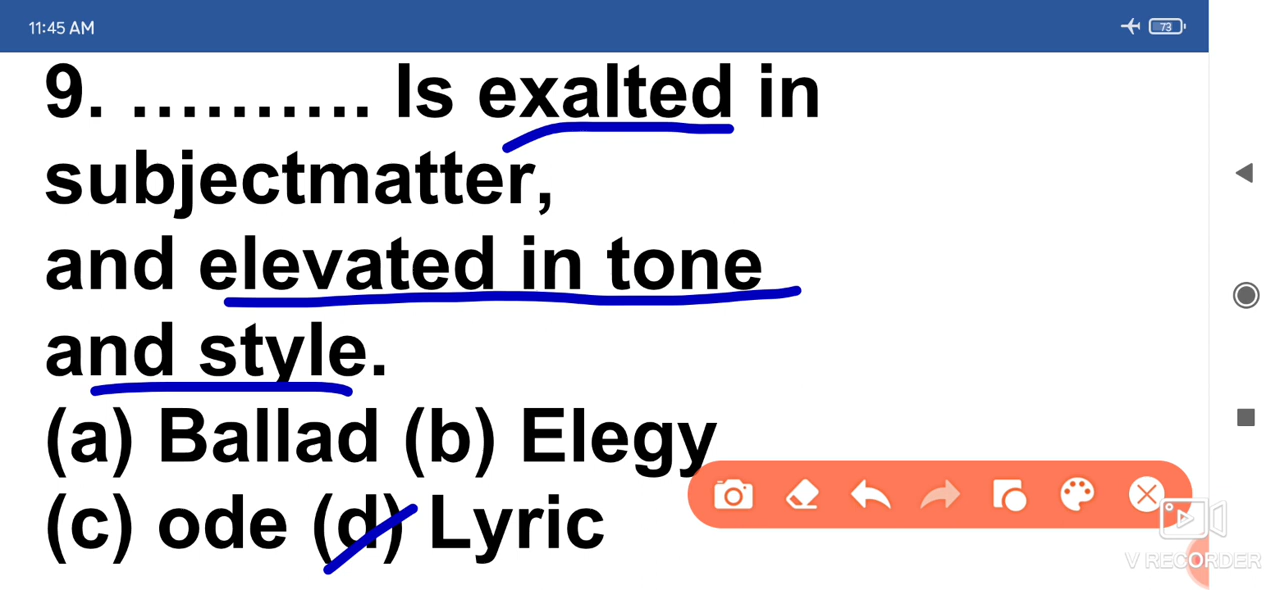 11:45 AM
73
9. .......... Is exalted in
subjectmatter,
and elevated in tone
and style.
(a) Ballad (b) Elegy
(c) ode (d) Lyric
V RECORDER